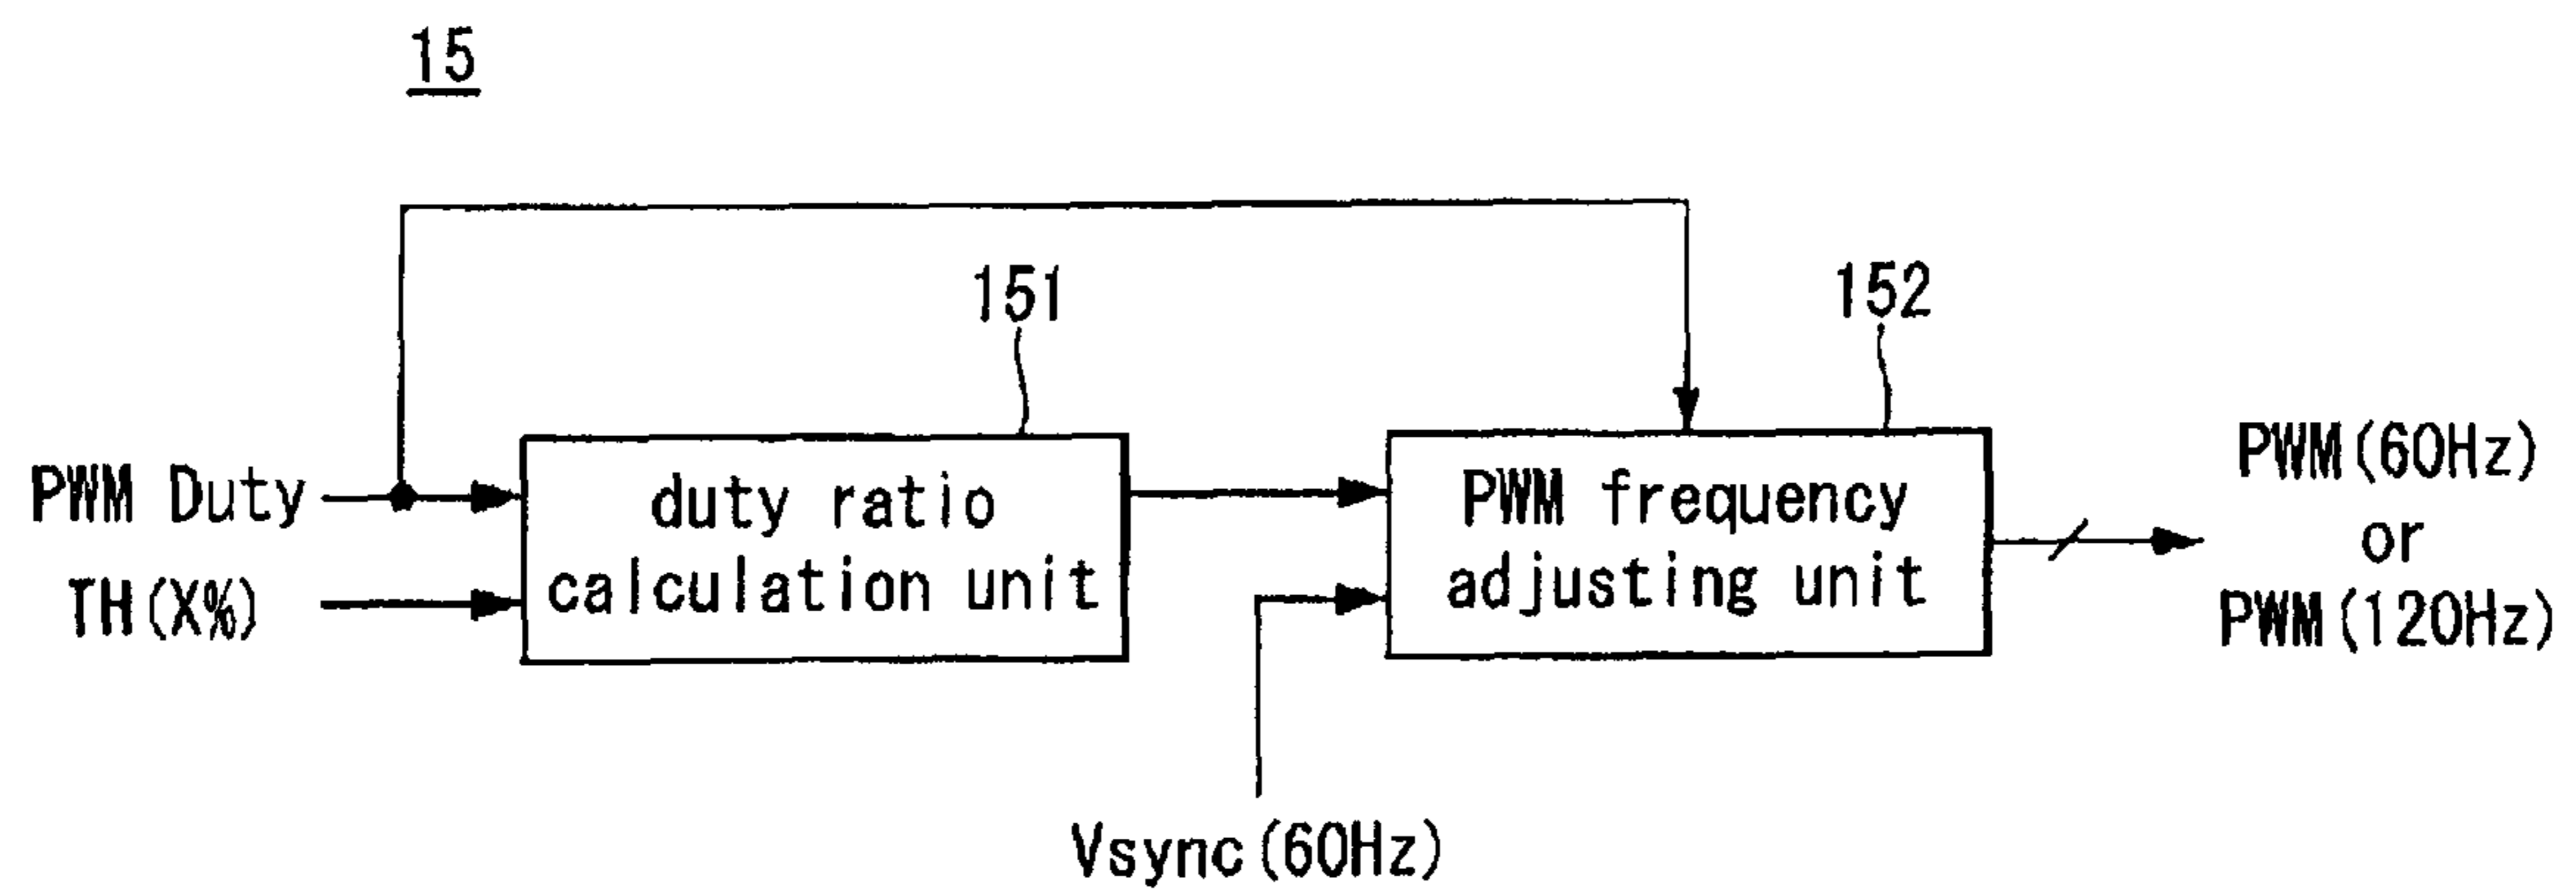 15
151
152
PWM Duty
TH(X%)
duty ratio
calculation unit
PWM frequency
adjusting unit
PWM(60Hz)
or
PWM(120Hz)
Vsync(60Hz)